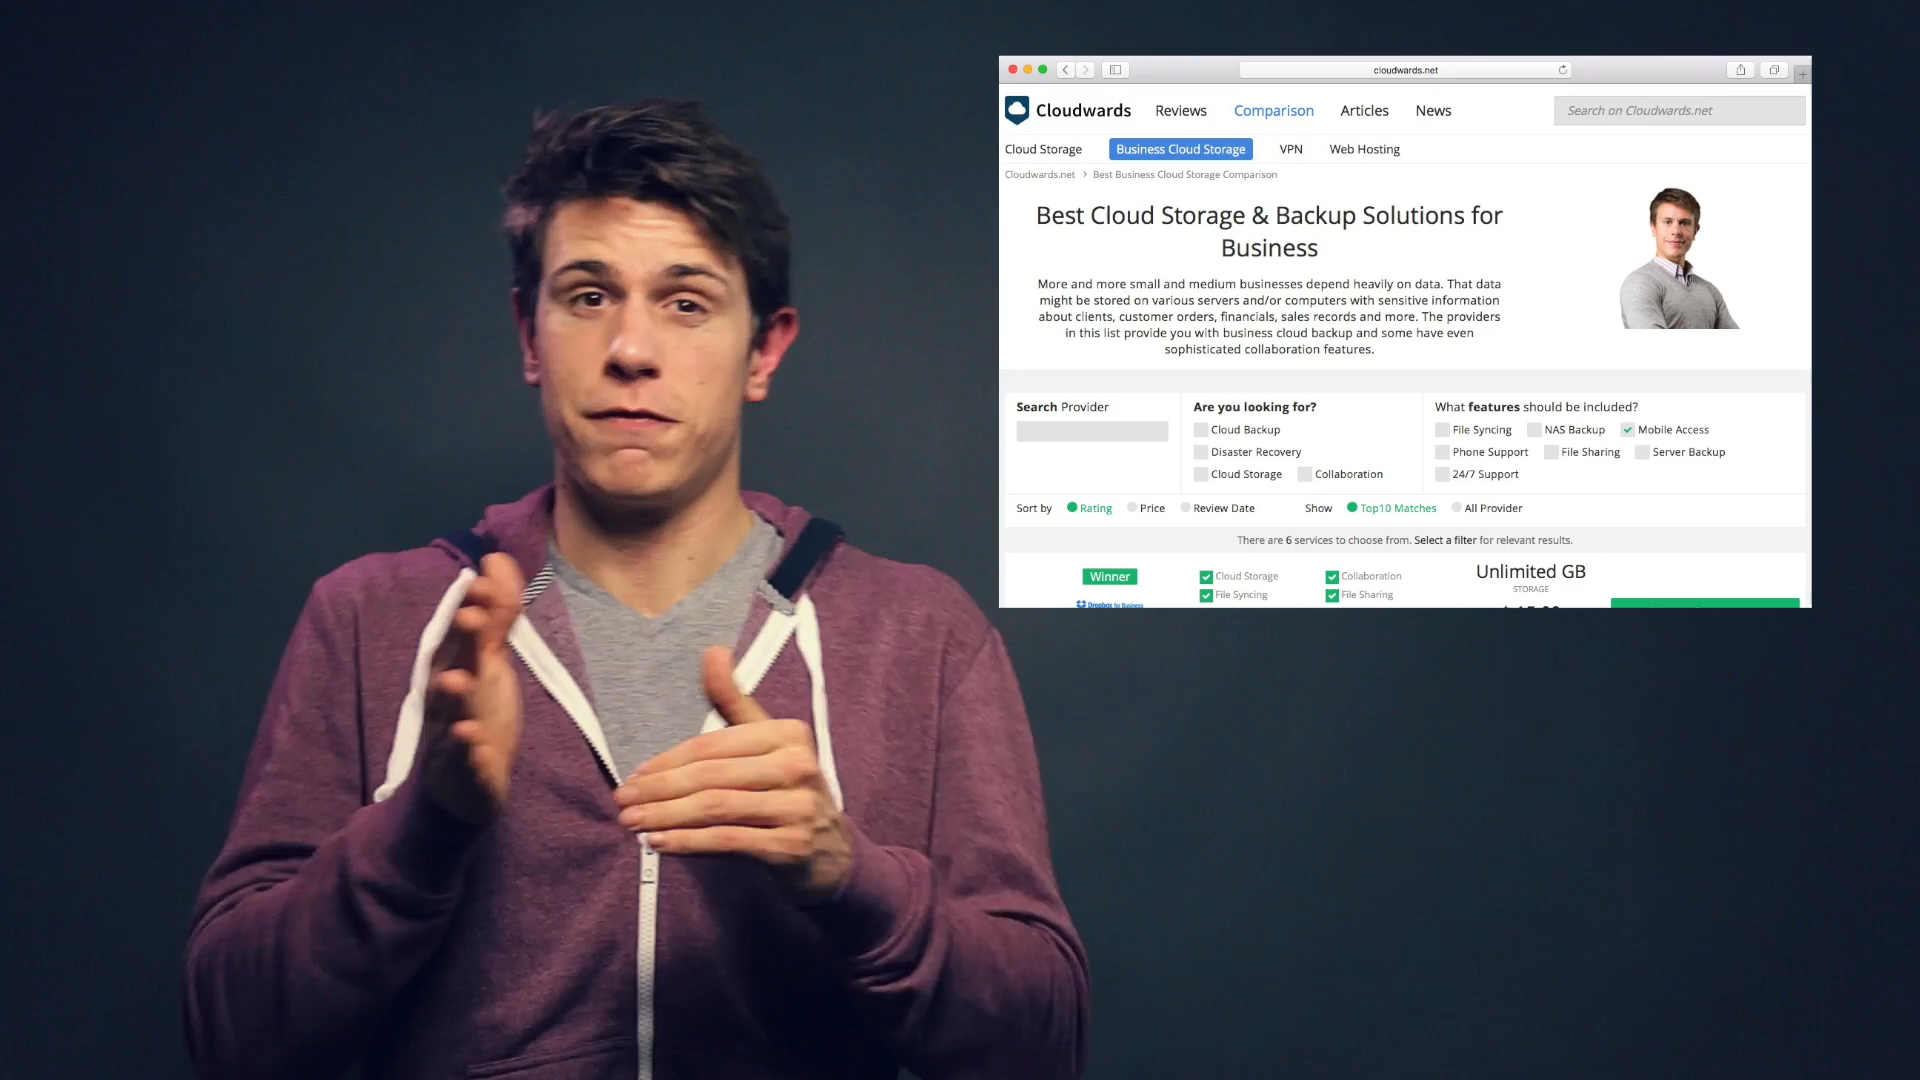 cloudwards.net
Cloudwards Reviews Comparison Articles News Search on Cloudwards.net
Cloud Storage Business Cloud Storage VPN Web Hosting
Cloudwards.net > Best Business Cloud Storage Comparison
Best Cloud Storage & Backup Solutions for
Business
More and more small and medium businesses depend heavily on data. That data
might be stored on various servers and/or computers with sensitive information
about clients, customer orders, financials, sales records and more. The providers
in this list provide you with business cloud backup and some have even
sophisticated collaboration features.
Search Provider
Are you looking for?
Cloud Backup
Disaster Recovery
Cloud Storage Collaboration
What features should be included?
File Syncing NAS Backup Mobile Access
Phone Support File Sharing Server Backup
24/7 Support
Sort by Rating Price Review Date Show Top10 Matches All Provider
There are 6 services to choose from. Select a filter for relevant results.
Winner
Dropbox for Business
Cloud Storage Collaboration
File Syncing File Sharing
Unlimited GB
STORAGE